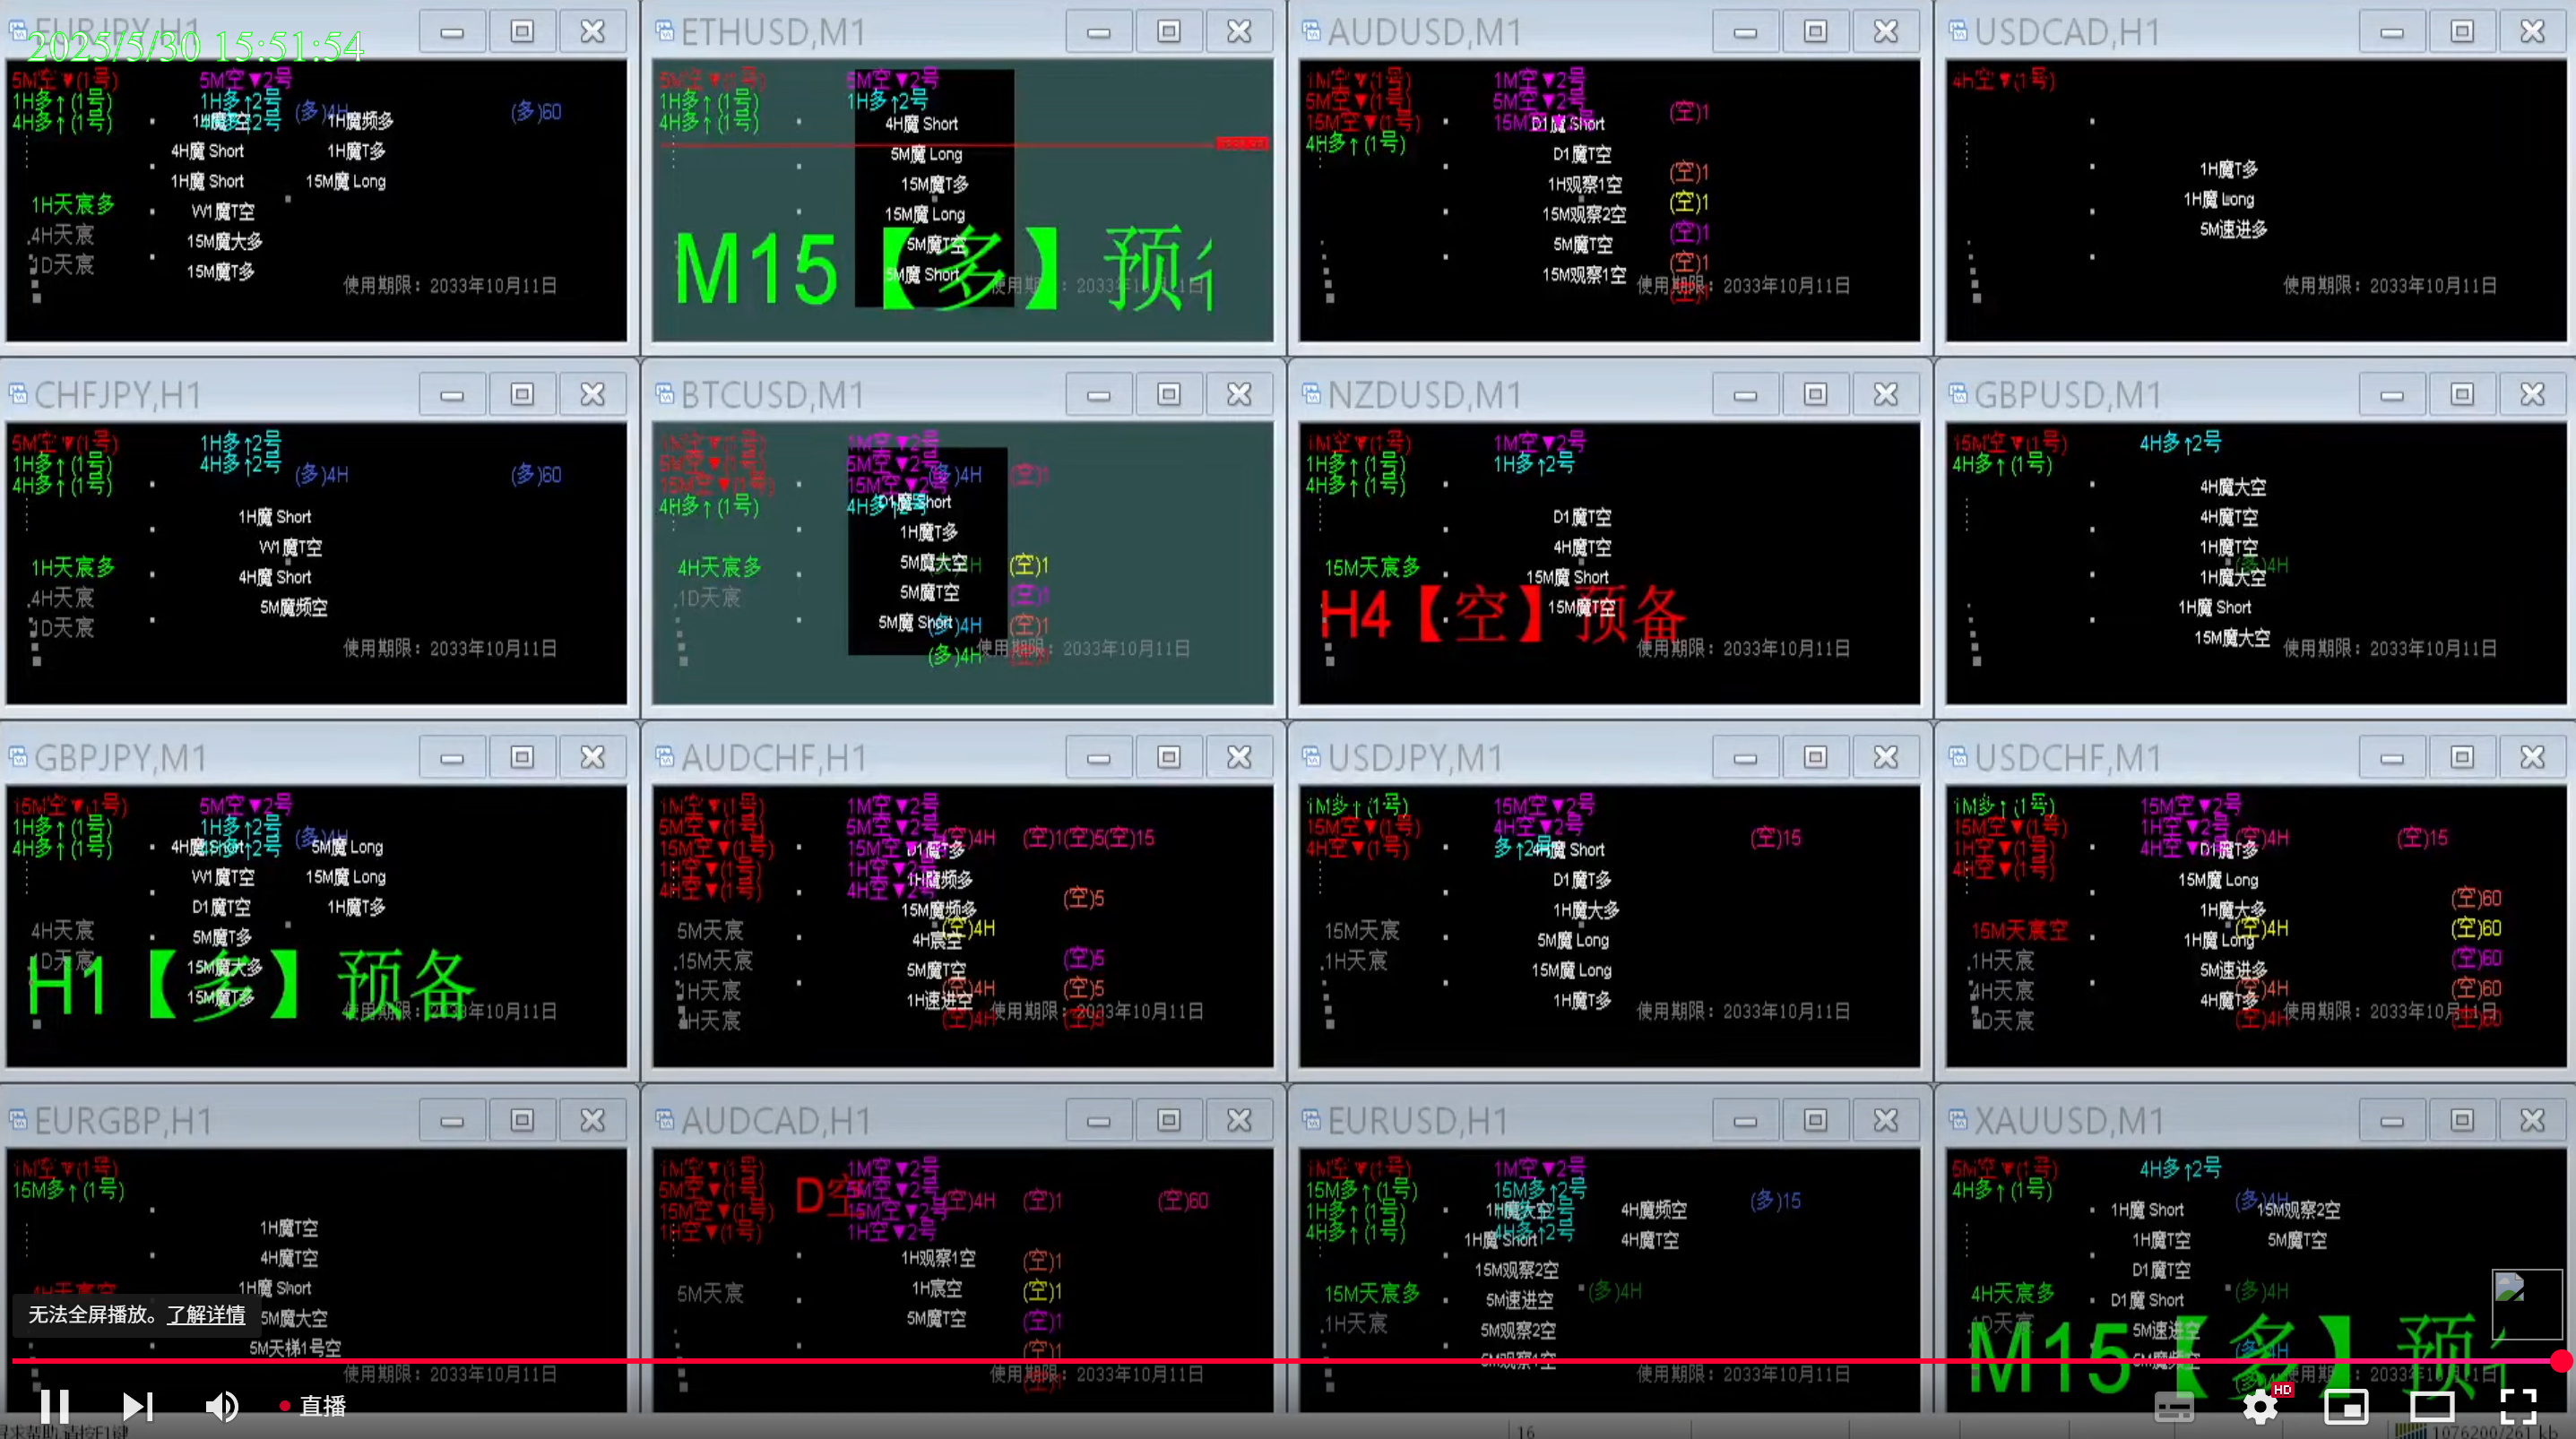 EURJPY,H1
2025/5/30 15:51:54
5M空▼(1号) 5M空▼2号
1H多↑(1号) 1H多↑2号 (多)4H (多)60
4H多↑(1号) 1H魔频多
4H魔 Short 1H魔T多
1H魔 Short 15M魔 Long
1H天宸多 W1魔T空
4H天宸 15M魔大多
1D天宸 15M魔T多
使用期限：2033年10月11日
ETHUSD,M1
5M空▼(1号) 5M空▼2号
1H多↑(1号) 1H多↑2号
4H多↑(1号) 4H魔 Short
5M魔 Long
15M魔T多
15M魔 Long
5M魔T空
5M魔 Short
M15【多】预
AUDUSD,M1
1M空▼(1号) 1M空▼2号
5M空▼(1号) 5M空▼2号 (空)1
15M空▼(1号) D1魔 Short
4H多↑(1号) D1魔T空
1H观察1空 (空)1
15M观察2空 (空)1
5M魔T空 (空)1
15M观察1空 (空)1
使用期限：2033年10月11日
USDCAD,H1
4H空▼(1号)
1H魔T多
1H魔 Long
5M速进多
使用期限：2033年10月11日
CHFJPY,H1
5M空▼(1号) 1H多↑2号
1H多↑(1号) 4H多↑2号 (多)4H (多)60
4H多↑(1号)
1H魔 Short
W1魔T空
1H天宸多 4H魔 Short
4H天宸 5M魔频空
1D天宸
使用期限：2033年10月11日
BTCUSD,M1
1M空▼(1号) 1M空▼2号
5M空▼(1号) 5M空▼2号 (多)4H (空)1
15M空▼(1号) 15M空▼2号
4H多↑(1号) D1魔 Short
1H魔T多
4H天宸多 5M魔大空 (空)1
1D天宸 5M魔T空 (空)1
5M魔 Short (多)4H (空)1
(多)4H 使用期限：2033年10月11日
NZDUSD,M1
1M空▼(1号) 1M空▼2号
1H多↑(1号) 1H多↑2号
4H多↑(1号)
D1魔T空
4H魔T空
15M天宸多 15M魔 Short
15M魔T空
H4【空】预备
使用期限：2033年10月11日
GBPUSD,M1
15M空▼(1号) 4H多↑2号
4H多↑(1号)
4H魔大空
4H魔T空
1H魔T空
1H魔大空 (多)4H
1H魔 Short
15M魔大空
使用期限：2033年10月11日
GBPJPY,M1
15M空▼(1号) 5M空▼2号
1H多↑(1号) 1H多↑2号 (多)4H
4H多↑(1号) 4H魔 Short 5M魔 Long
W1魔T空 15M魔 Long
D1魔T空 1H魔T多
4H天宸 5M魔T多
1D天宸 15M魔大多
15M魔T多
H1【多】预备
使用期限：2033年10月11日
AUDCHF,H1
1M空▼(1号) 1M空▼2号
5M空▼(1号) 5M空▼2号 (空)4H (空)1(空)5(空)15
15M空▼(1号) 15M空▼2号 D1魔T多
1H空▼(1号) 1H空▼2号 1H魔频多
4H空▼(1号) 4H空▼2号 (空)5
15M魔频多
5M天宸 4H宸空 (空)4H
15M天宸 5M魔T空 (空)5
1H天宸 1H速进空 (空)4H (空)5
4H天宸 (空)4H 使用期限：2033年10月11日
USDJPY,M1
1M多↑(1号) 15M空▼2号
15M空▼(1号) 4H空▼2号 (空)15
4H空▼(1号) 4H魔 Short
D1魔T多
1H魔大多
15M天宸 5M魔 Long
1H天宸 15M魔 Long
1H魔T多
使用期限：2033年10月11日
USDCHF,M1
1M多↑(1号) 15M空▼2号
15M空▼(1号) 1H空▼2号 (空)4H (空)15
1H空▼(1号) 4H空▼2号 D1魔T多
4H空▼(1号) 15M魔 Long
1H魔大多 (空)60
15M天宸空 1H魔 Long (空)4H (空)60
1H天宸 5M速进多 (空)60
4H天宸 4H魔T多 (空)4H (空)60
1D天宸 (空)4H 使用期限：2033年10月11日 (空)60
EURGBP,H1
1M空▼(1号)
15M多↑(1号)
1H魔T空
4H魔T空
4H天宸空 1H魔 Short
5M魔大空
5M天梯1号空
使用期限：2033年10月11日
AUDCAD,H1
1M空▼(1号) 1M空▼2号
5M空▼(1号) D空 5M空▼2号 (空)4H (空)1 (空)60
15M空▼(1号) 15M空▼2号
1H空▼(1号) 1H空▼2号
1H观察1空 (空)1
5M天宸 1H宸空 (空)1
5M魔T空 (空)1
(空)1
使用期限：2033年10月11日
EURUSD,H1
1M空▼(1号) 1M空▼2号
15M多↑(1号) 15M多↑2号 (多)15
1H多↑(1号) 1H魔大空 4H魔频空
4H多↑(1号) 4H多↑2号
1H魔 Short 4H魔T空
15M观察2空
15M天宸多 5M速进空 (多)4H
1H天宸 5M观察2空
5M观察1空
使用期限：2033年10月11日
XAUUSD,M1
5M空▼(1号) 4H多↑2号
4H多↑(1号) (多)4H
1H魔 Short 15M观察2空
1H魔T空 5M魔T空
D1魔T空
4H天宸多 D1魔 Short (多)4H
1D天宸 5M速进空
5M魔频空
M15【多】预
无法全屏播放。了解详情
直播
HD
16
1076200/261 kb